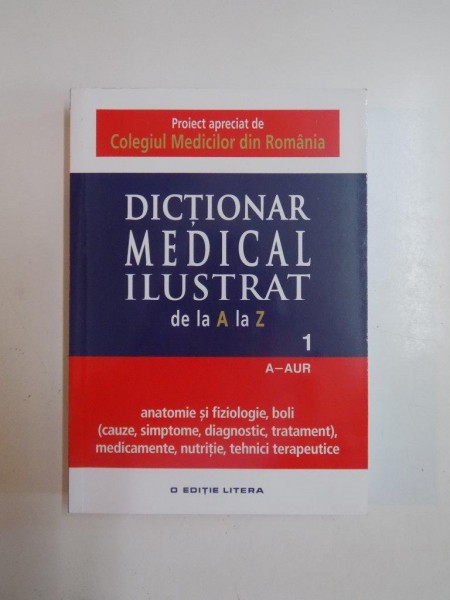 Proiect apreciat de
Colegiul Medicilor din România
DICȚIONAR
MEDICAL
ILUSTRAT
de la A la Z
1
A–AUR
anatomie și fiziologie, boli
(cauze, simptome, diagnostic, tratament),
medicamente, nutriție, tehnici terapeutice
O EDIȚIE LITERA